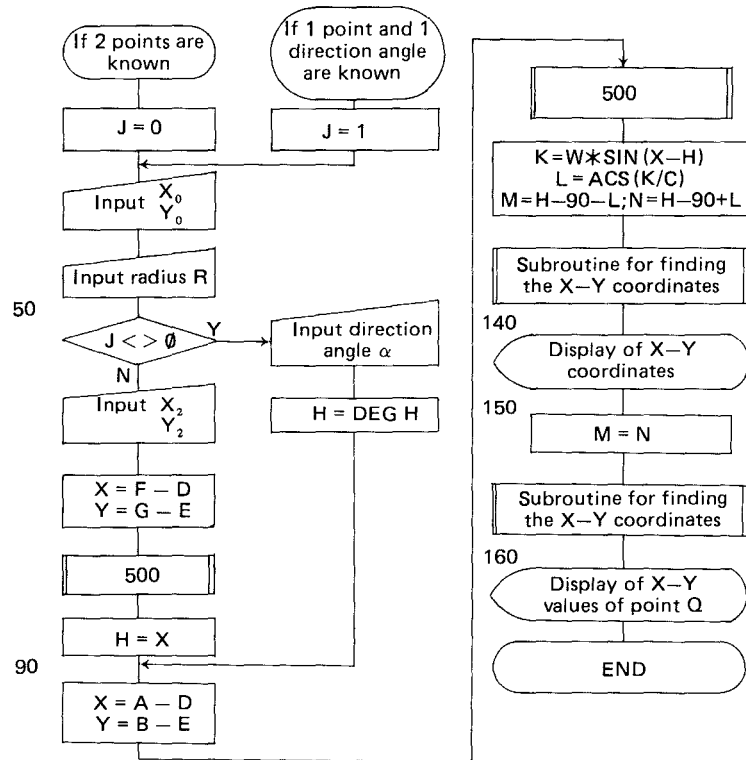 If 2 points are
known
If 1 point and 1
direction angle
are known
J = 0
J = 1
Input X₀
Y₀
Input radius R
50
J < > Ø
Y
N
Input direction
angle α
Input X₂
Y₂
H = DEG H
X = F − D
Y = G − E
500
H = X
90
X = A − D
Y = B − E
500
K=W*SIN (X−H)
L=ACS(K/C)
M=H−90−L;N=H−90+L
Subroutine for finding
the X−Y coordinates
140
Display of X−Y
coordinates
150
M = N
Subroutine for finding
the X−Y coordinates
160
Display of X−Y
values of point Q
END